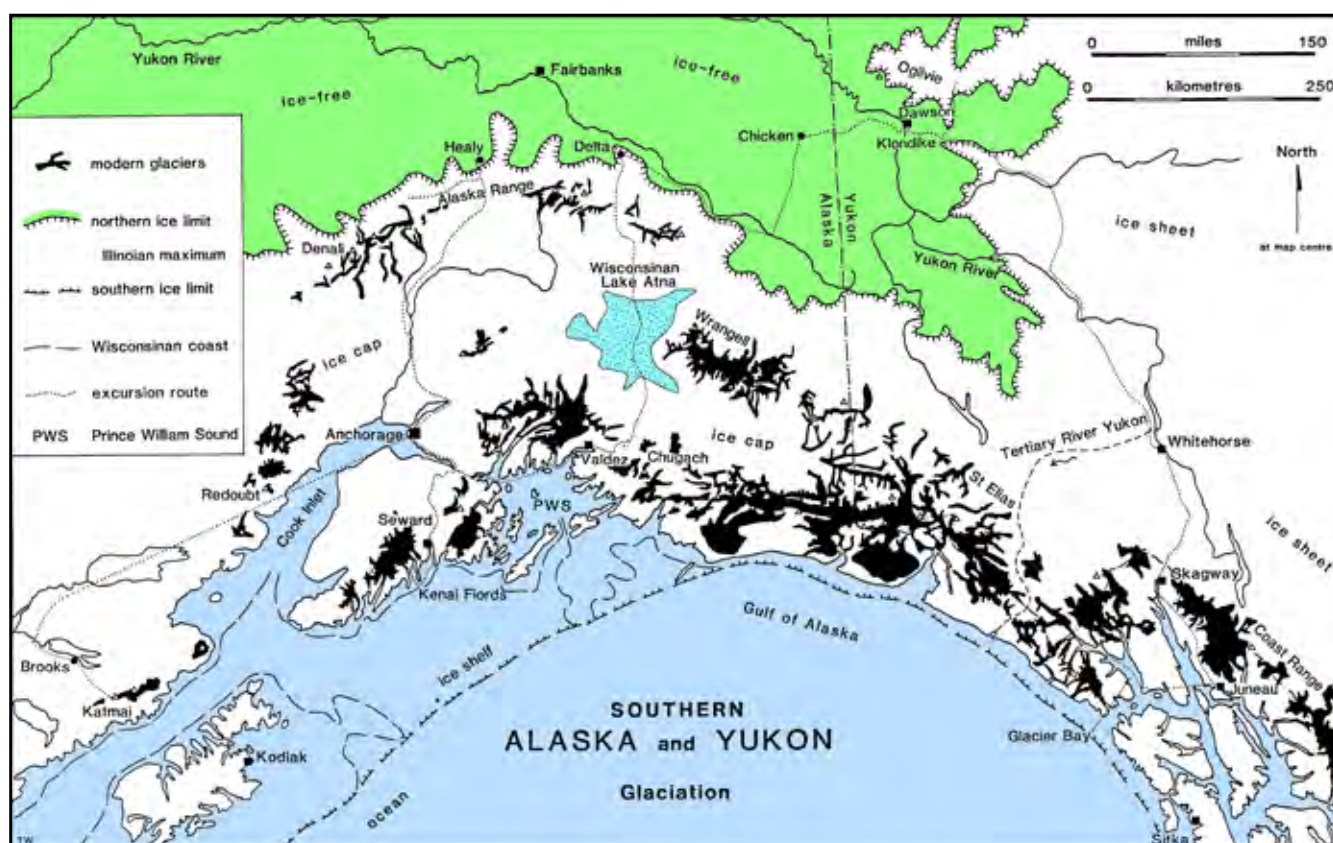 Yukon River
Fairbanks
ice-free
ice-free
Ogilvie
0 miles 150
0 kilometres 250
Dawson
Klondike
Chicken
Healy
Delta
North
at map centre
modern glaciers
northern ice limit
Illinoian maximum
southern ice limit
Wisconsinan coast
excursion route
PWS Prince William Sound
Alaska Range
Denali
Alaska
Yukon
ice sheet
Yukon River
Wisconsinan
Lake Atna
Wrangell
ice cap
ice cap
Anchorage
Valdez
Chugach
Tertiary River Yukon
Whitehorse
St Elias
Redoubt
Cook Inlet
Seward
PWS
ice sheet
Skagway
Kenai Fiords
Gulf of Alaska
Coast Range
Brooks
Katmai
ice shelf
Juneau
SOUTHERN
ALASKA and YUKON
Glaciation
Glacier Bay
Kodiak
ocean
Sitka
TW